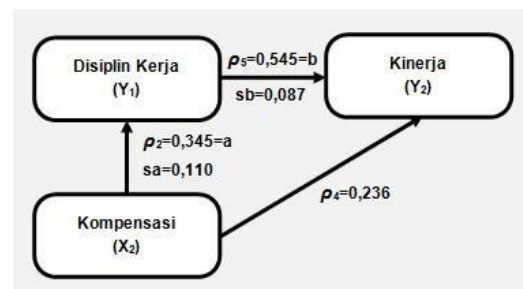 Disiplin Kerja
(Y₁)
ρ₅=0,545=b
sb=0,087
Kinerja
(Y₂)
ρ₂=0,345=a
sa=0,110
Kompensasi
(X₂)
ρ₄=0,236